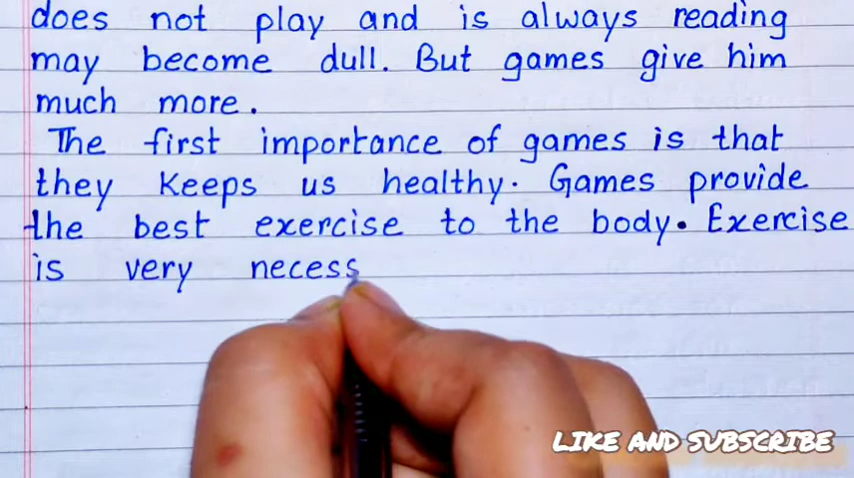 does not play and is always reading
may become dull. But games give him
much more.
The first importance of games is that
they keeps us healthy. Games provide
the best exercise to the body. Exercise
is very necess
LIKE AND SUBSCRIBE